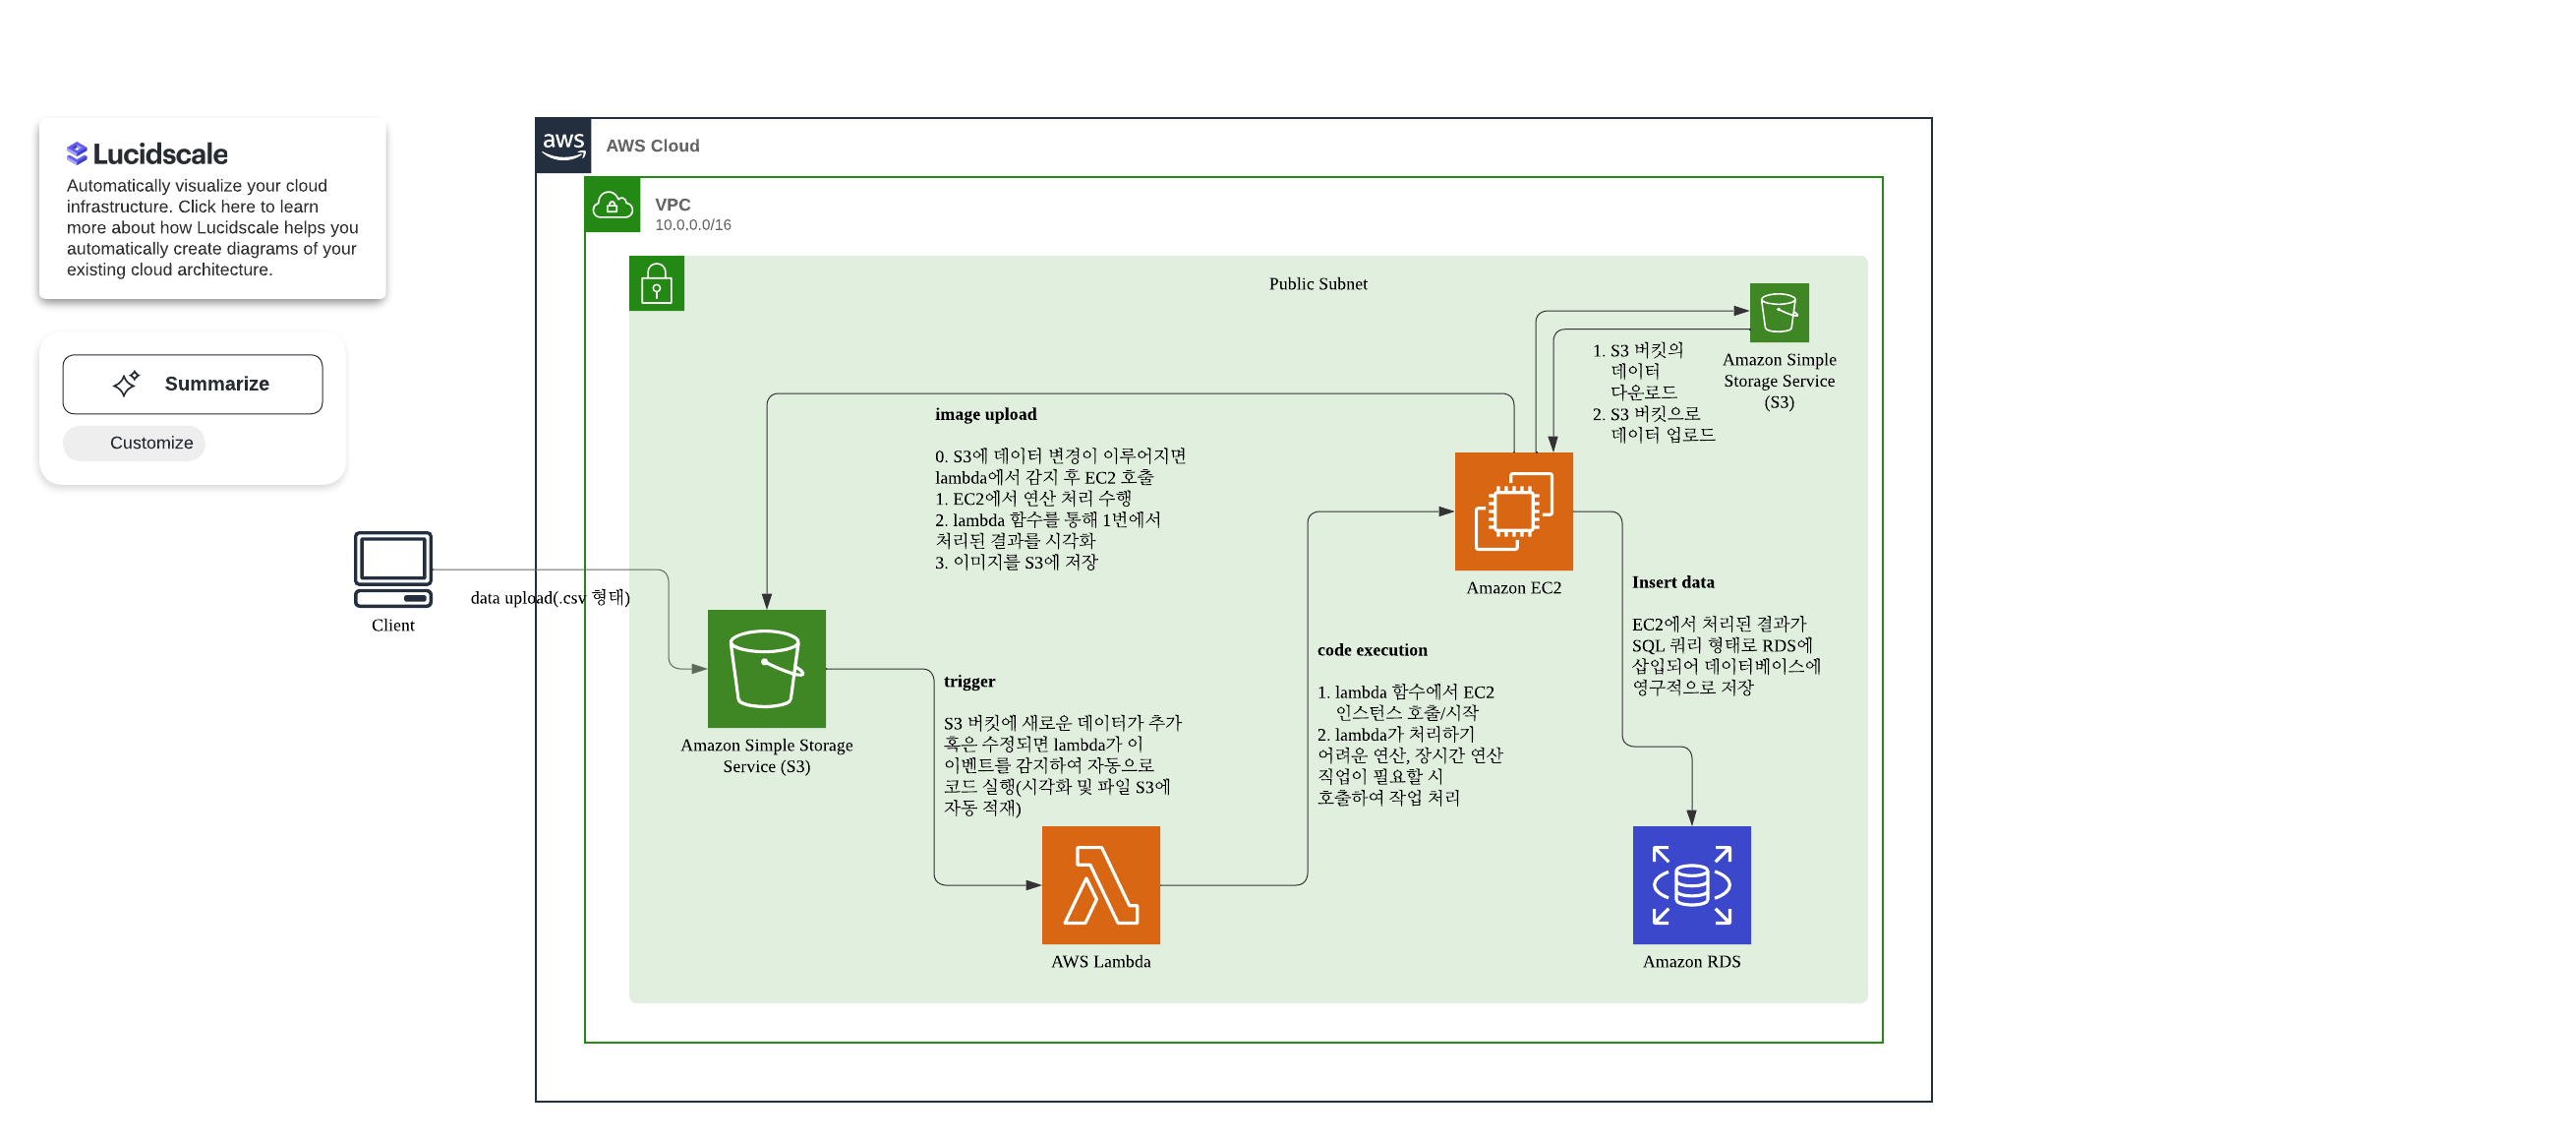 Lucidscale
Automatically visualize your cloud
infrastructure. Click here to learn
more about how Lucidscale helps you
automatically create diagrams of your
existing cloud architecture.
Summarize
Customize
Client
data upload(.csv 형태)
aws
AWS Cloud
VPC
10.0.0.0/16
Public Subnet
Amazon Simple
Storage Service
(S3)
1. S3 버킷의
데이터
다운로드
2. S3 버킷으로
데이터 업로드
image upload
0. S3에 데이터 변경이 이루어지면
lambda에서 감지 후 EC2 호출
1. EC2에서 연산 처리 수행
2. lambda 함수를 통해 1번에서
처리된 결과를 시각화
3. 이미지를 S3에 저장
Amazon EC2
Insert data
EC2에서 처리된 결과가
SQL 쿼리 형태로 RDS에
삽입되어 데이터베이스에
영구적으로 저장
code execution
1. lambda 함수에서 EC2
인스턴스 호출/시작
2. lambda가 처리하기
어려운 연산, 장시간 연산
직업이 필요할 시
호출하여 작업 처리
trigger
S3 버킷에 새로운 데이터가 추가
혹은 수정되면 lambda가 이
이벤트를 감지하여 자동으로
코드 실행(시각화 및 파일 S3에
자동 적재)
Amazon Simple Storage
Service (S3)
AWS Lambda
Amazon RDS